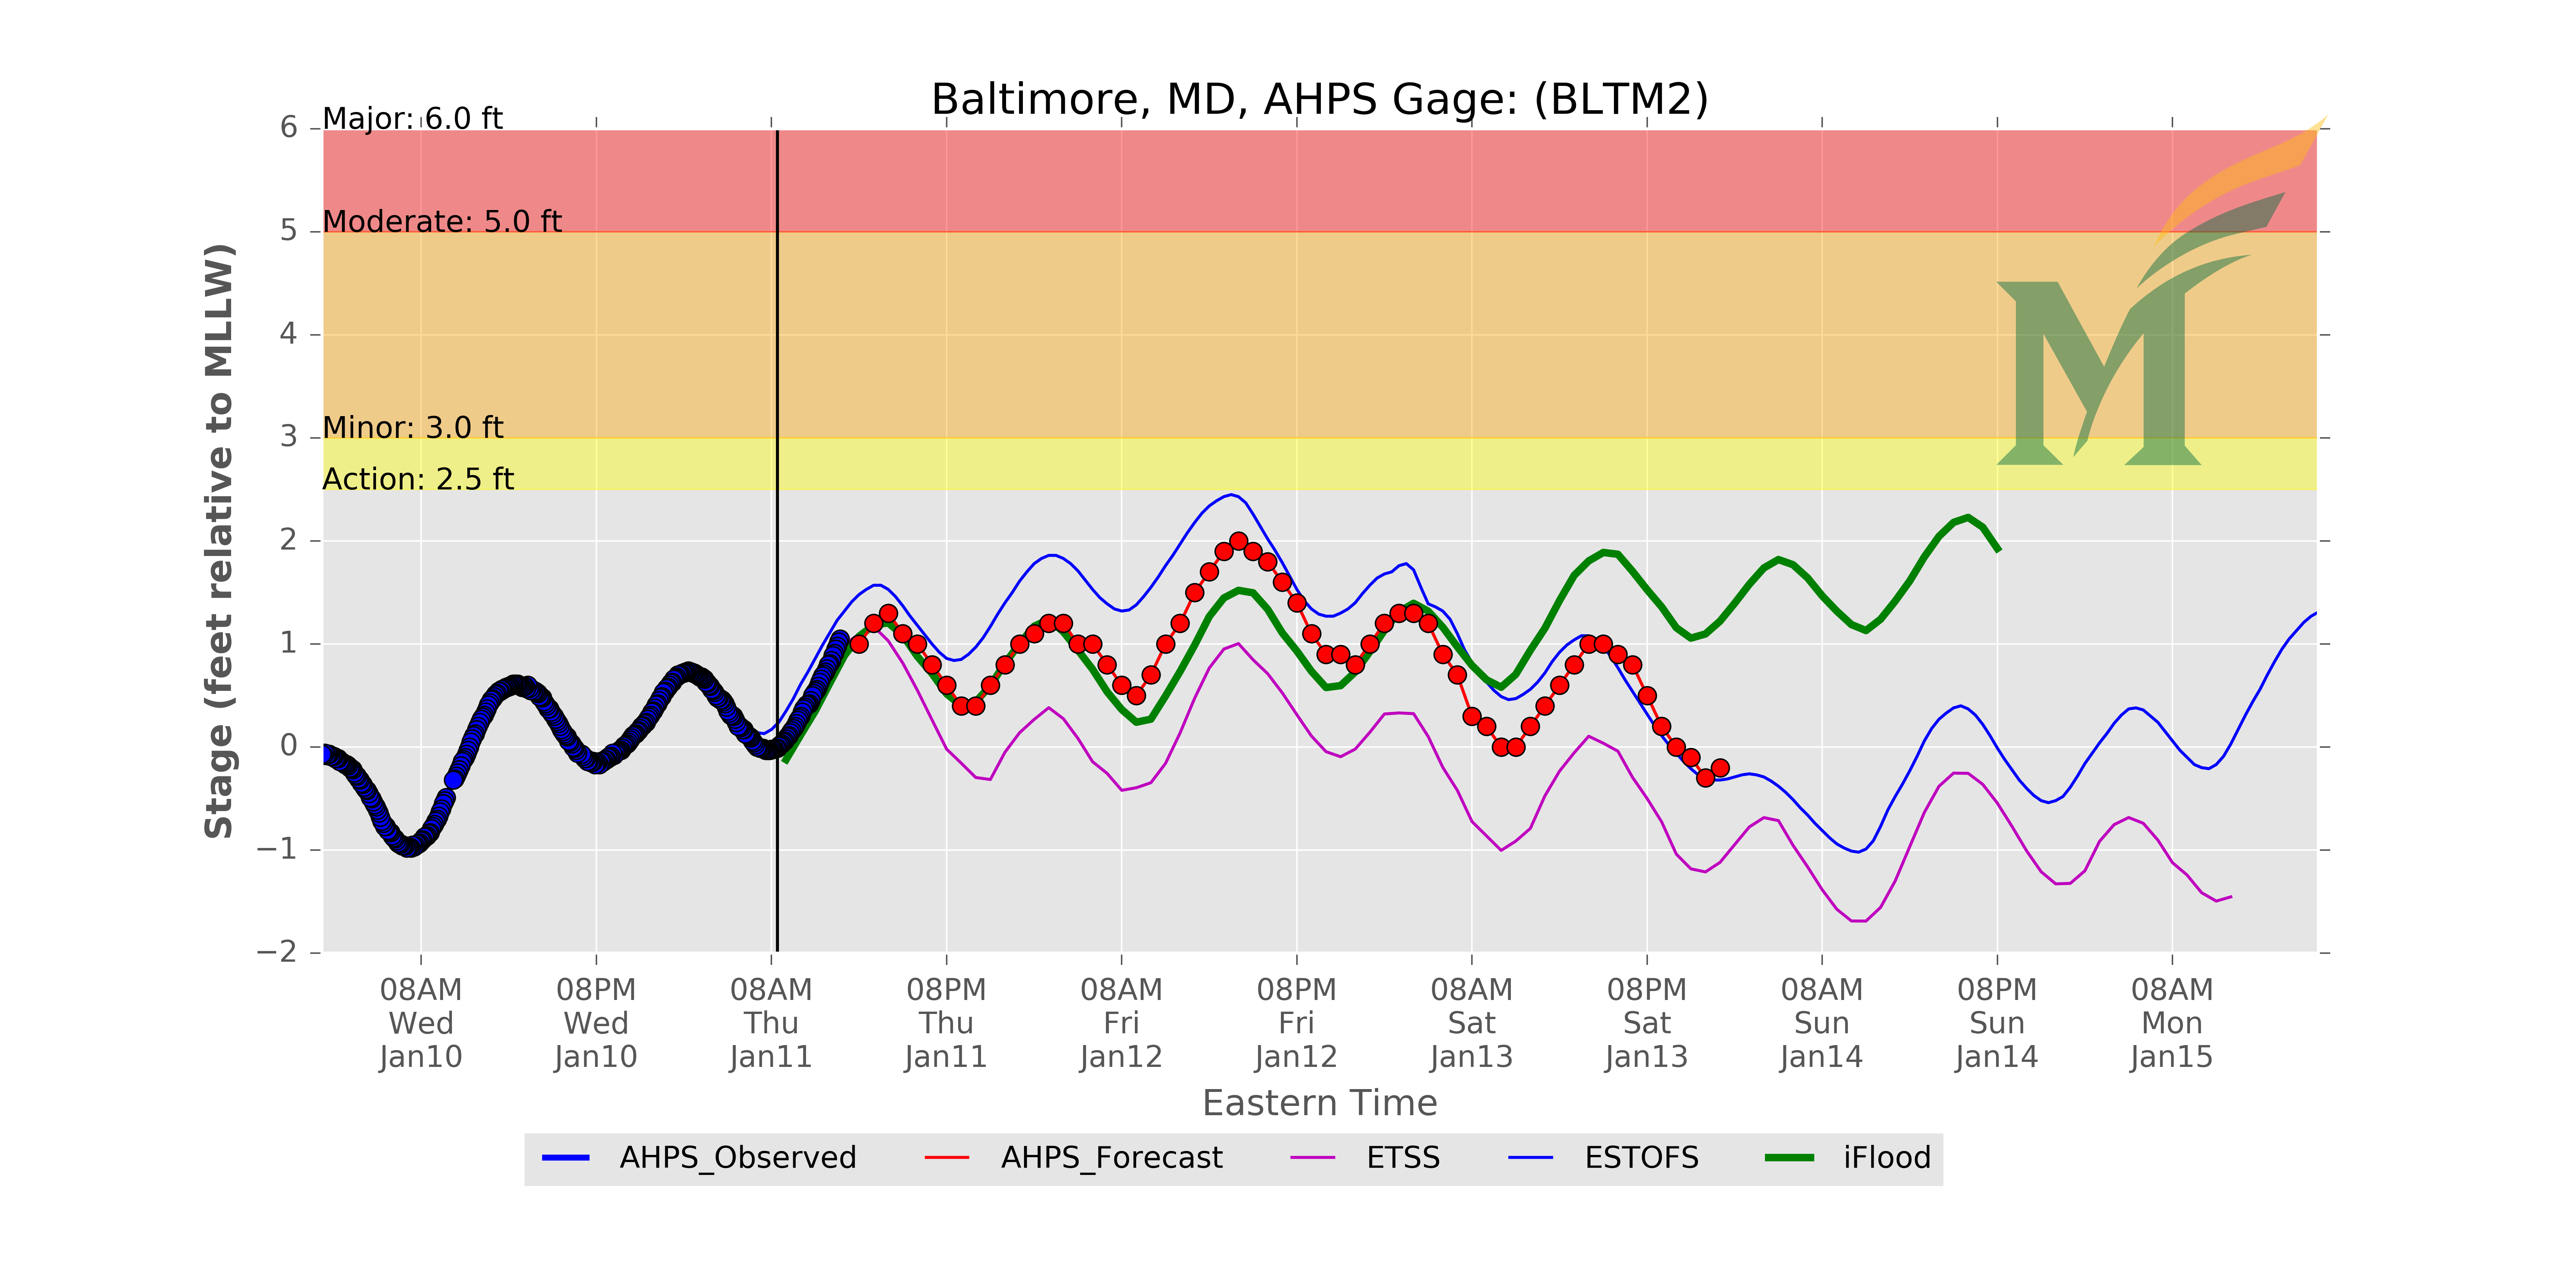 Baltimore, MD, AHPS Gage: (BLTM2)
Major: 6.0 ft
Moderate: 5.0 ft
Minor: 3.0 ft
Action: 2.5 ft
6
5
4
3
2
1
0
−1
−2
Stage (feet relative to MLLW)
08AM 08PM 08AM 08PM 08AM 08PM 08AM 08PM 08AM 08PM 08AM
Wed Wed Thu Thu Fri Fri Sat Sat Sun Sun Mon
Jan10 Jan10 Jan11 Jan11 Jan12 Jan12 Jan13 Jan13 Jan14 Jan14 Jan15
Eastern Time
AHPS_Observed AHPS_Forecast ETSS ESTOFS iFlood
M